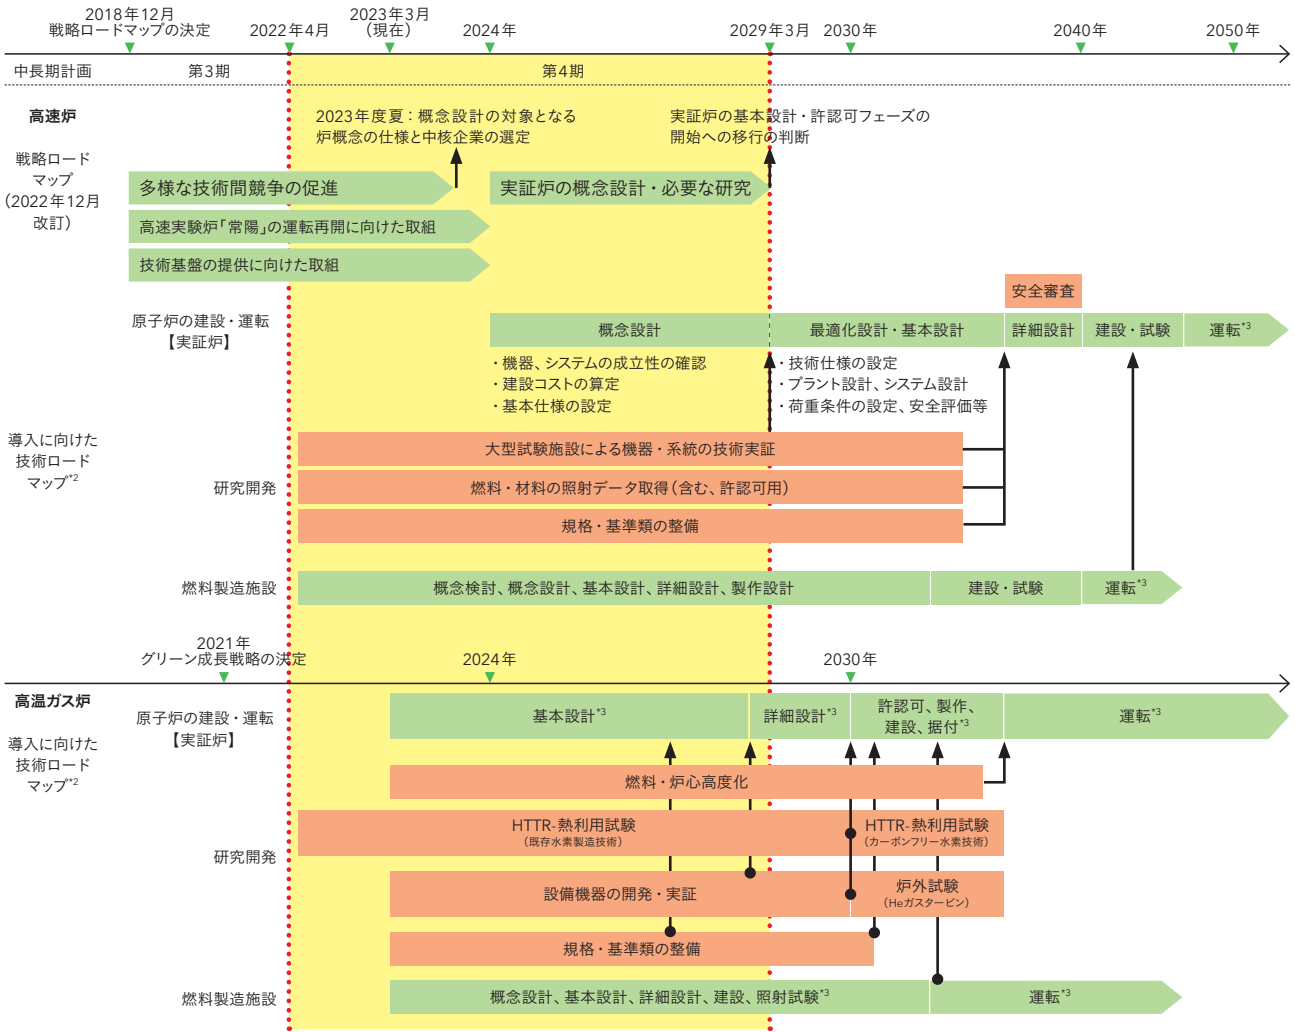 2018年12月
戦略ロードマップの決定
2022年4月
2023年3月
（現在）
2024年
2029年3月
2030年
2040年
2050年
中長期計画
第3期
第4期
高速炉
2023年度夏：概念設計の対象となる
炉概念の仕様と中核企業の選定
実証炉の基本設計・許認可フェーズの
開始への移行の判断
戦略ロード
マップ
（2022年12月
改訂）
多様な技術間競争の促進
実証炉の概念設計・必要な研究
高速実験炉「常陽」の運転再開に向けた取組
技術基盤の提供に向けた取組
安全審査
原子炉の建設・運転
【実証炉】
概念設計
最適化設計・基本設計
詳細設計
建設・試験
運転*3
・機器、システムの成立性の確認
・建設コストの算定
・基本仕様の設定
・技術仕様の設定
・プラント設計、システム設計
・荷重条件の設定、安全評価等
導入に向けた
技術ロード
マップ*2
研究開発
大型試験施設による機器・系統の技術実証
燃料・材料の照射データ取得（含む、許認可用）
規格・基準類の整備
燃料製造施設
概念検討、概念設計、基本設計、詳細設計、製作設計
建設・試験
運転*3
2021年
グリーン成長戦略の決定
2024年
2030年
高温ガス炉
原子炉の建設・運転
【実証炉】
基本設計*3
詳細設計*3
許認可、製作、
建設、据付*3
運転*3
導入に向けた
技術ロード
マップ*2
燃料・炉心高度化
研究開発
HTTR-熱利用試験
（既存水素製造技術）
HTTR-熱利用試験
（カーボンフリー水素技術）
設備機器の開発・実証
炉外試験
（Heガスタービン）
規格・基準類の整備
燃料製造施設
概念設計、基本設計、詳細設計、建設、照射試験*3
運転*3